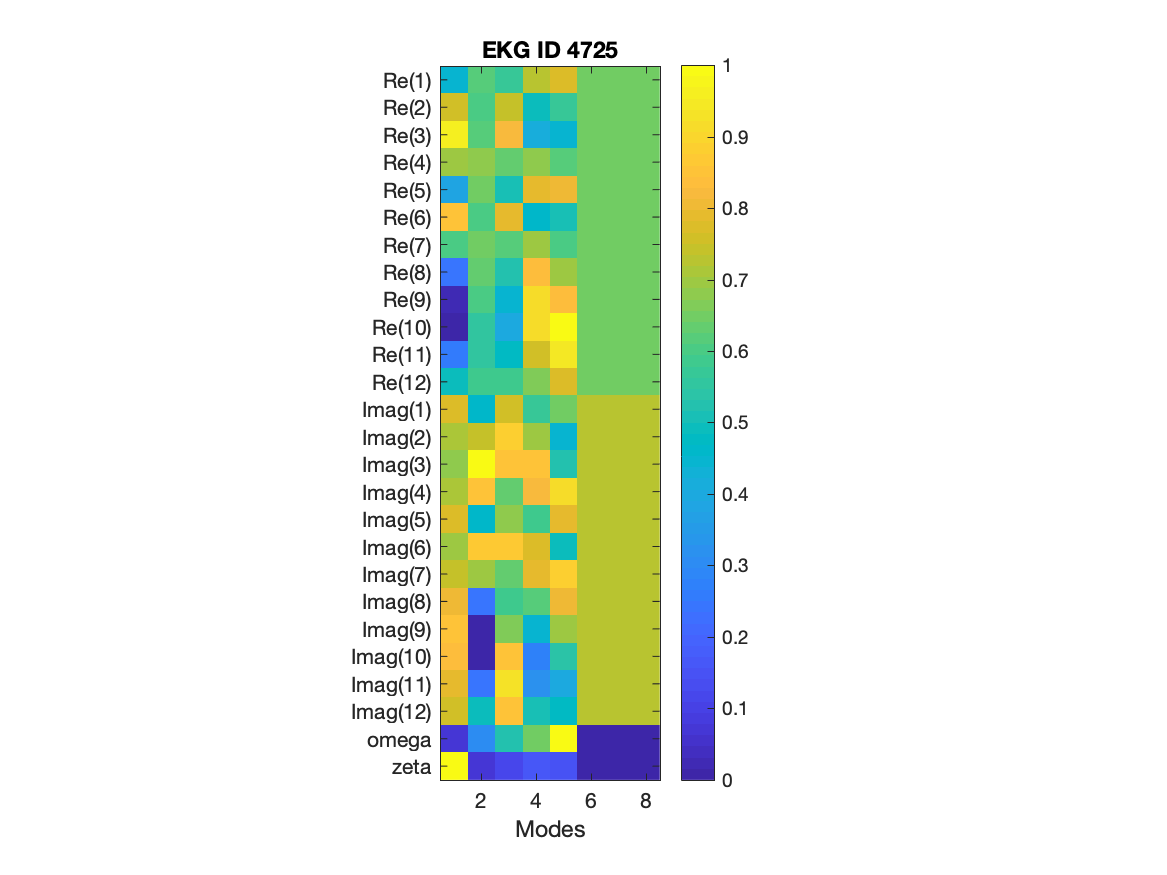 EKG ID 4725
Re(1)
Re(2)
Re(3)
Re(4)
Re(5)
Re(6)
Re(7)
Re(8)
Re(9)
Re(10)
Re(11)
Re(12)
Imag(1)
Imag(2)
Imag(3)
Imag(4)
Imag(5)
Imag(6)
Imag(7)
Imag(8)
Imag(9)
Imag(10)
Imag(11)
Imag(12)
omega
zeta
2 4 6 8
Modes
1
0.9
0.8
0.7
0.6
0.5
0.4
0.3
0.2
0.1
0